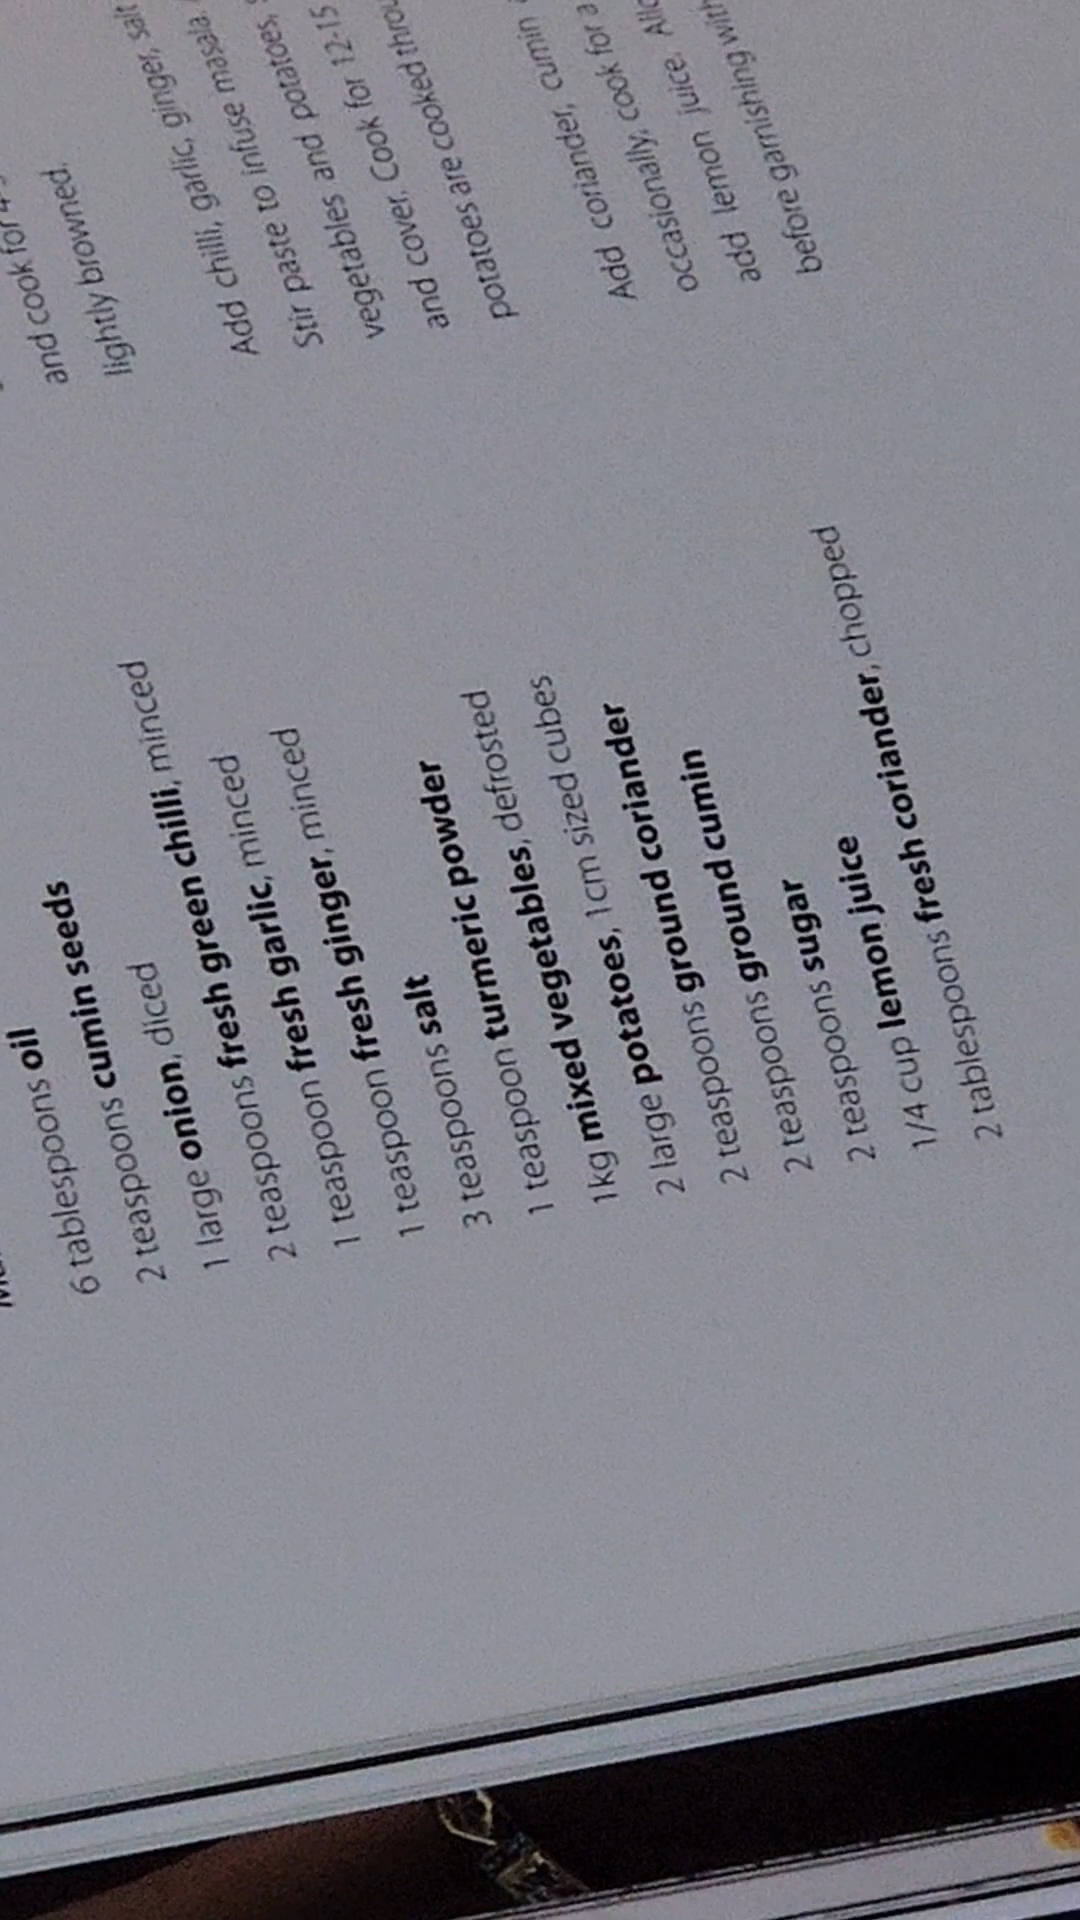 6 tablespoons oil
2 teaspoons cumin seeds
1 large onion, diced
2 teaspoons fresh green chilli, minced
1 teaspoon fresh garlic, minced
1 teaspoon fresh ginger, minced
3 teaspoons salt
1 teaspoon turmeric powder
1kg mixed vegetables, defrosted
2 large potatoes, 1cm sized cubes
2 teaspoons ground coriander
2 teaspoons ground cumin
2 teaspoons sugar
1/4 cup lemon juice
2 tablespoons fresh coriander, chopped
and cook for
lightly browned.
Add chilli, garlic, ginger, salt
Stir paste to infuse masala
vegetables and potatoes
and cover. Cook for 12-15
potatoes are cooked
Add coriander, cumin
occasionally, cook for a
add lemon juice.
before garnishing with